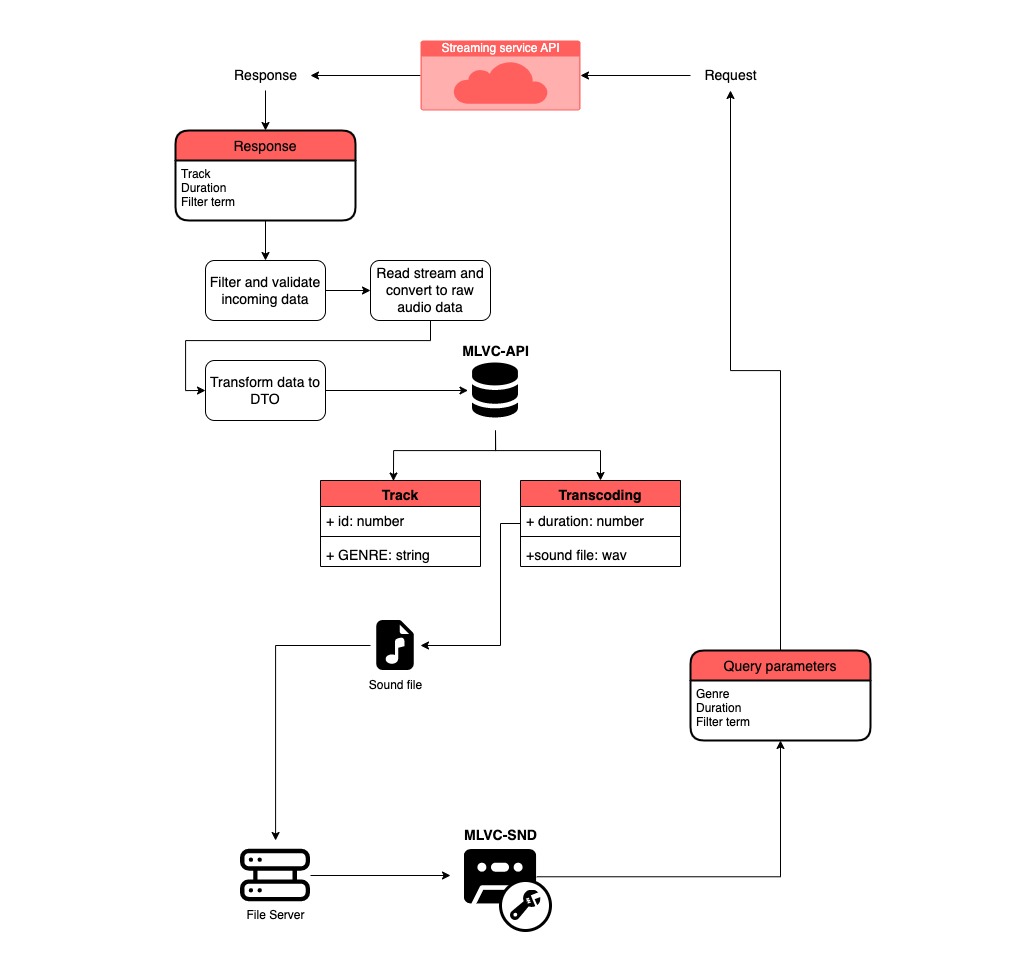 Streaming service API
Response
Request
Response
Track
Duration
Filter term
Filter and validate
incoming data
Read stream and
convert to raw
audio data
MLVC-API
Transform data to
DTO
Track
+ id: number
+ GENRE: string
Transcoding
+ duration: number
+sound file: wav
Sound file
Query parameters
Genre
Duration
Filter term
MLVC-SND
File Server